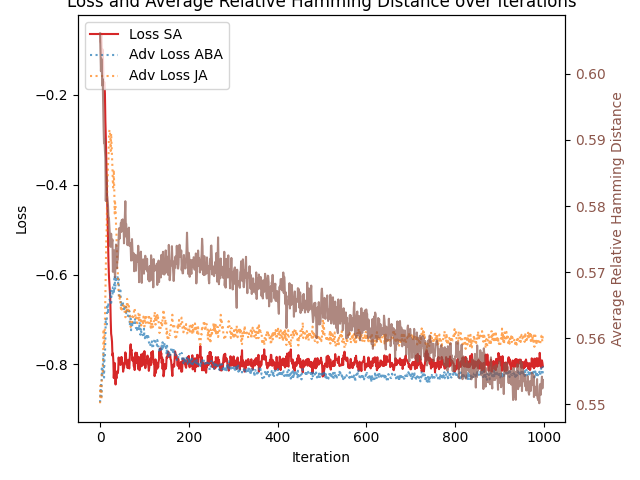 Loss and Average Relative Hamming Distance over Iterations
Loss SA
Adv Loss ABA
Adv Loss JA
Loss
−0.2
−0.4
−0.6
−0.8
0.60
0.59
0.58
0.57
0.56
0.55
Average Relative Hamming Distance
0 200 400 600 800 1000
Iteration